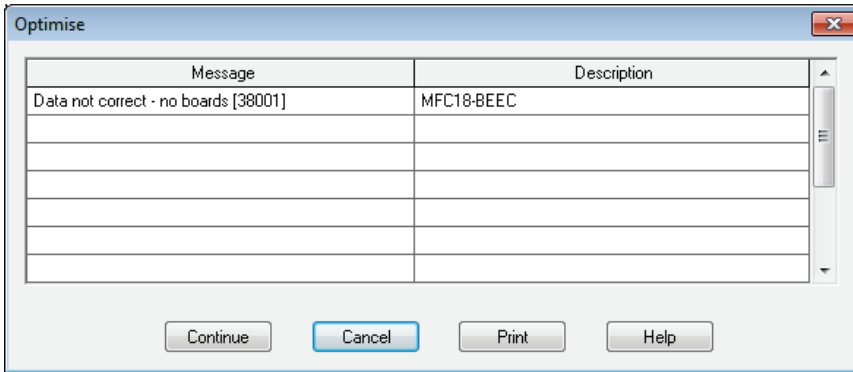 Optimise
Message Description
Data not correct - no boards [38001] MFC18-BEEC
Continue Cancel Print Help